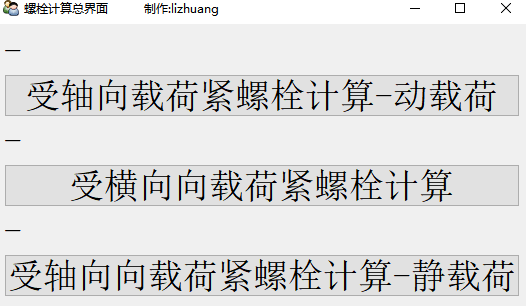 螺栓计算总界面 制作:lizhuang
—
受轴向载荷紧螺栓计算-动载荷
—
受横向向载荷紧螺栓计算
—
受轴向向载荷紧螺栓计算-静载荷